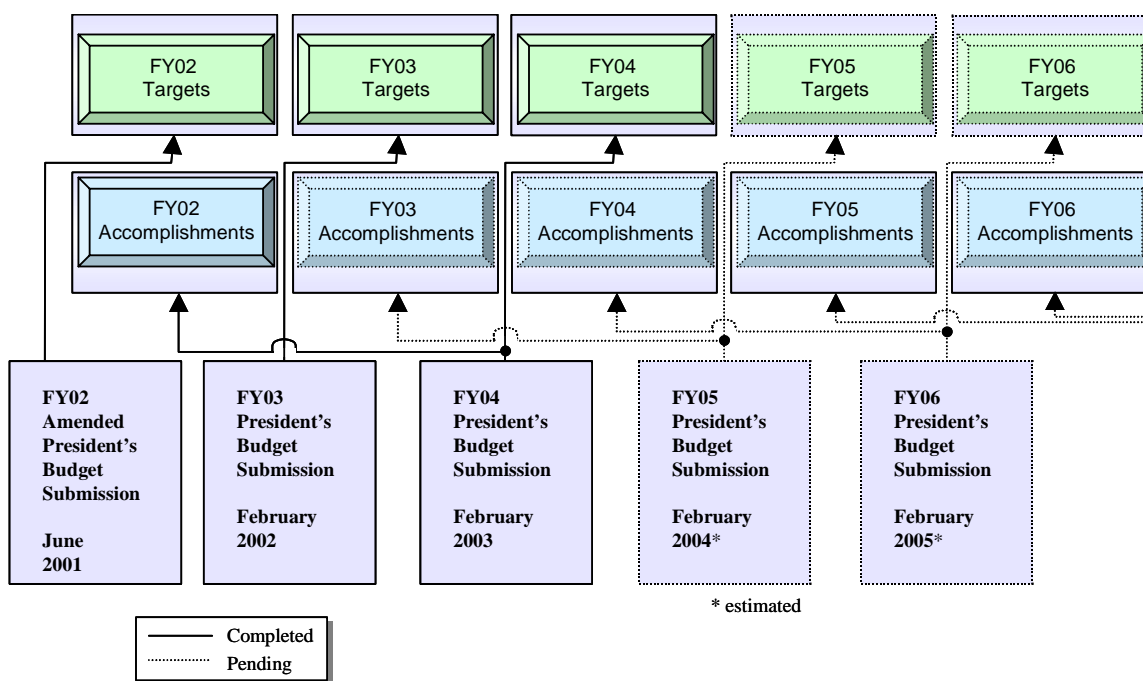 FY02
Targets
FY03
Targets
FY04
Targets
FY05
Targets
FY06
Targets
FY02
Accomplishments
FY03
Accomplishments
FY04
Accomplishments
FY05
Accomplishments
FY06
Accomplishments
FY02
Amended
President’s
Budget
Submission
June
2001
FY03
President’s
Budget
Submission
February
2002
FY04
President’s
Budget
Submission
February
2003
FY05
President’s
Budget
Submission
February
2004*
FY06
President’s
Budget
Submission
February
2005*
* estimated
Completed
Pending